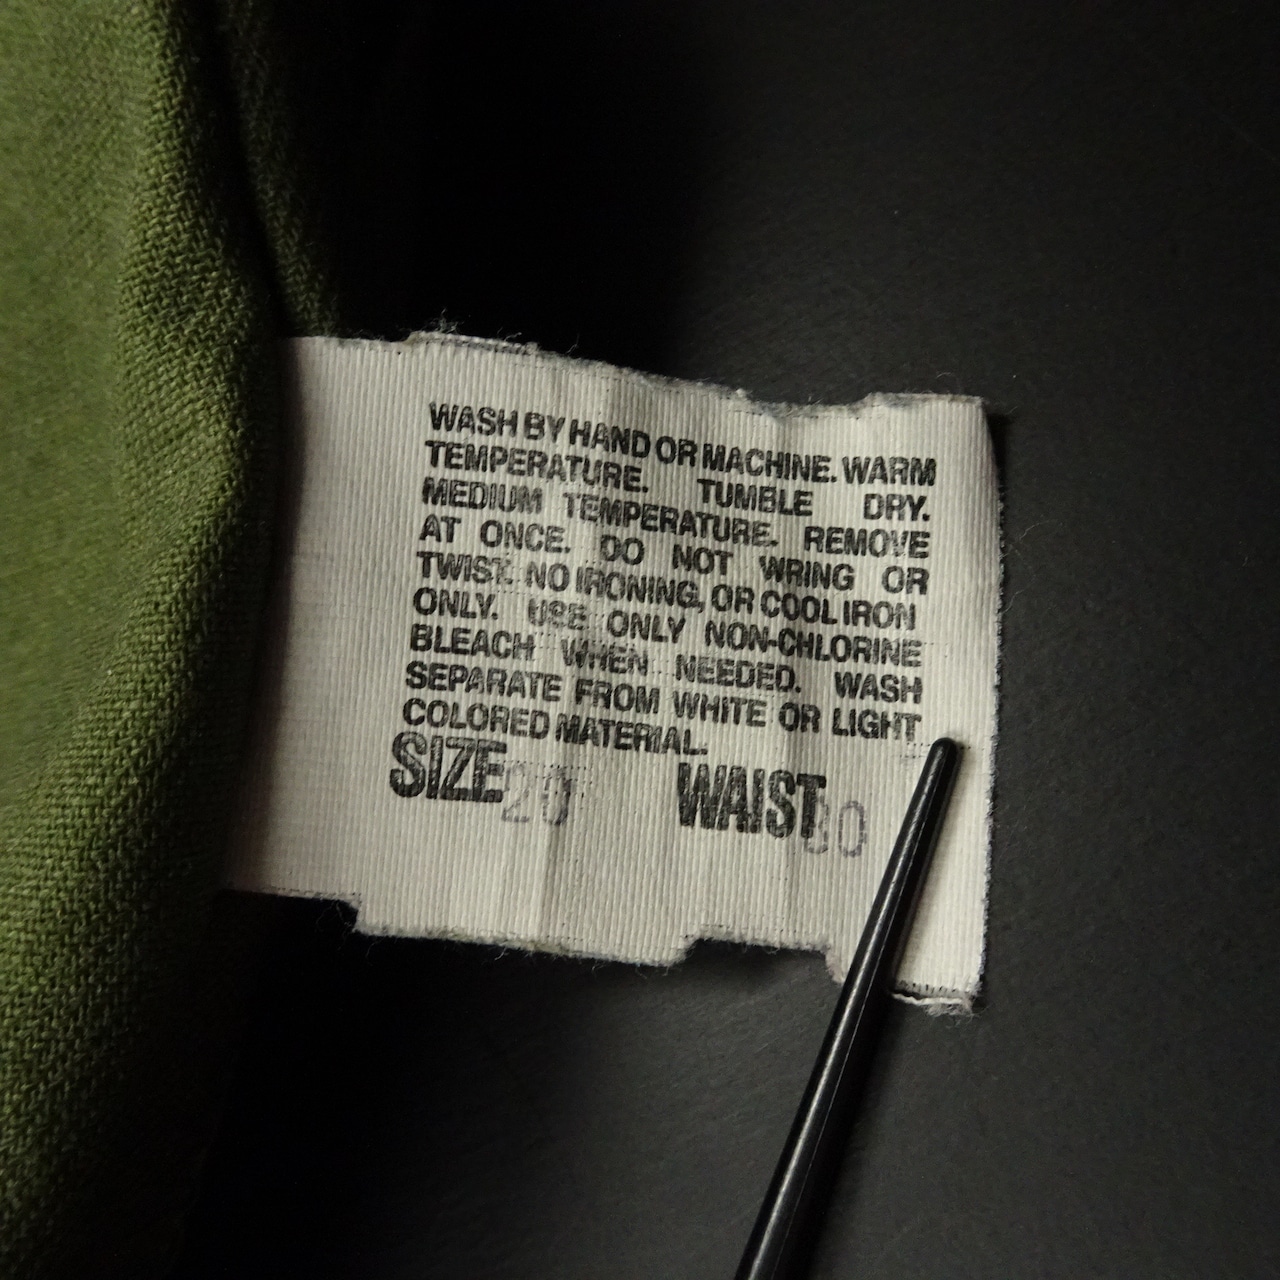 WASH BY HAND OR MACHINE. WARM
TEMPERATURE. TUMBLE DRY.
MEDIUM TEMPERATURE. REMOVE
AT ONCE. DO NOT WRING OR
TWIST. NO IRONING, OR COOL IRON
ONLY. USE ONLY NON-CHLORINE
BLEACH WHEN NEEDED. WASH
SEPARATE FROM WHITE OR LIGHT
COLORED MATERIAL.
SIZE 20 WAIST